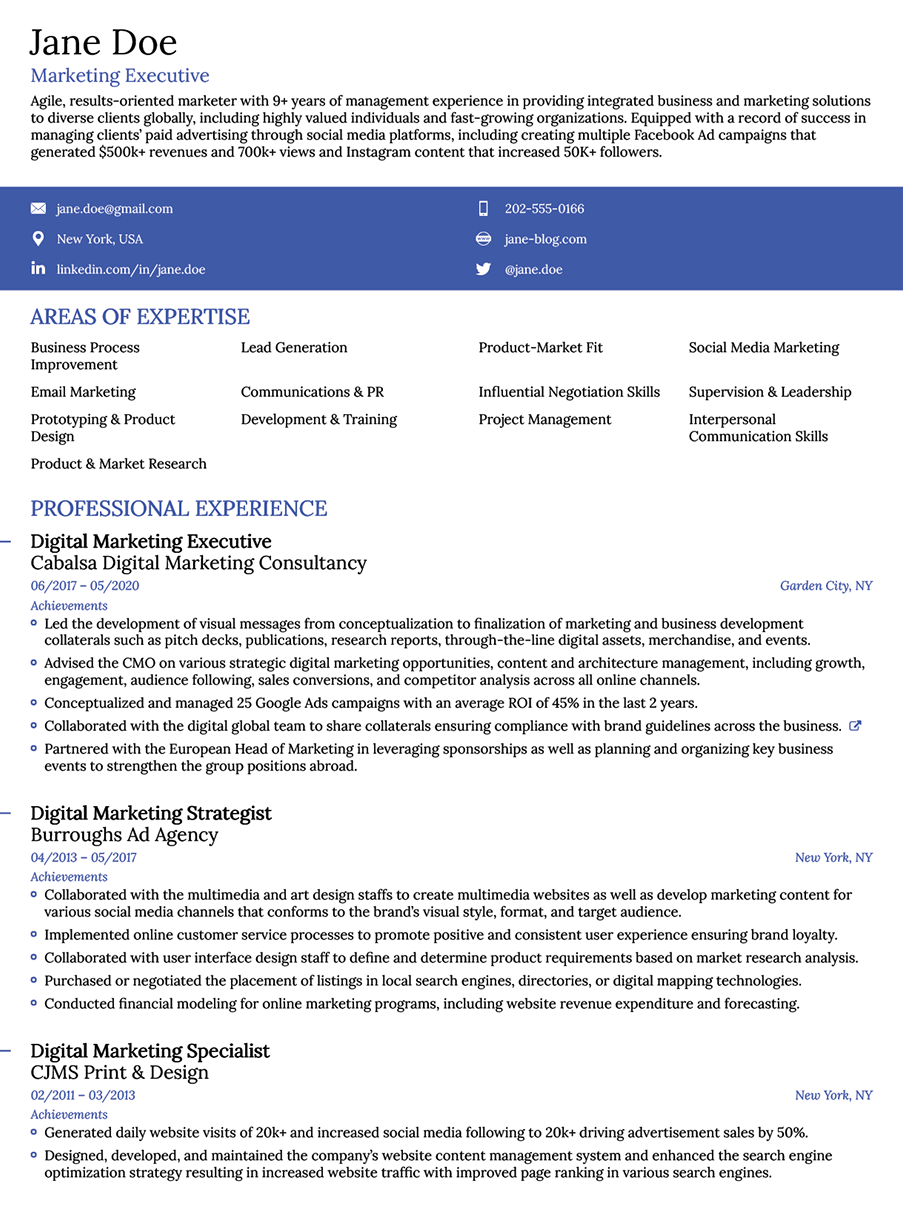 Jane Doe
Marketing Executive
Agile, results-oriented marketer with 9+ years of management experience in providing integrated business and marketing solutions
to diverse clients globally, including highly valued individuals and fast-growing organizations. Equipped with a record of success in
managing clients’ paid advertising through social media platforms, including creating multiple Facebook Ad campaigns that
generated $500k+ revenues and 700k+ views and Instagram content that increased 50K+ followers.
jane.doe@gmail.com
202-555-0166
New York, USA
jane-blog.com
linkedin.com/in/jane.doe
@jane.doe
AREAS OF EXPERTISE
Business Process
Improvement
Lead Generation
Product-Market Fit
Social Media Marketing
Email Marketing
Communications & PR
Influential Negotiation Skills
Supervision & Leadership
Prototyping & Product
Design
Development & Training
Project Management
Interpersonal
Communication Skills
Product & Market Research
PROFESSIONAL EXPERIENCE
Digital Marketing Executive
Cabalsa Digital Marketing Consultancy
06/2017 – 05/2020
Garden City, NY
Achievements
Led the development of visual messages from conceptualization to finalization of marketing and business development
collaterals such as pitch decks, publications, research reports, through-the-line digital assets, merchandise, and events.
Advised the CMO on various strategic digital marketing opportunities, content and architecture management, including growth,
engagement, audience following, sales conversions, and competitor analysis across all online channels.
Conceptualized and managed 25 Google Ads campaigns with an average ROI of 45% in the last 2 years.
Collaborated with the digital global team to share collaterals ensuring compliance with brand guidelines across the business.
Partnered with the European Head of Marketing in leveraging sponsorships as well as planning and organizing key business
events to strengthen the group positions abroad.
Digital Marketing Strategist
Burroughs Ad Agency
04/2013 – 05/2017
New York, NY
Achievements
Collaborated with the multimedia and art design staffs to create multimedia websites as well as develop marketing content for
various social media channels that conforms to the brand’s visual style, format, and target audience.
Implemented online customer service processes to promote positive and consistent user experience ensuring brand loyalty.
Collaborated with user interface design staff to define and determine product requirements based on market research analysis.
Purchased or negotiated the placement of listings in local search engines, directories, or digital mapping technologies.
Conducted financial modeling for online marketing programs, including website revenue expenditure and forecasting.
Digital Marketing Specialist
CJMS Print & Design
02/2011 – 03/2013
New York, NY
Achievements
Generated daily website visits of 20k+ and increased social media following to 20k+ driving advertisement sales by 50%.
Designed, developed, and maintained the company’s website content management system and enhanced the search engine
optimization strategy resulting in increased website traffic with improved page ranking in various search engines.